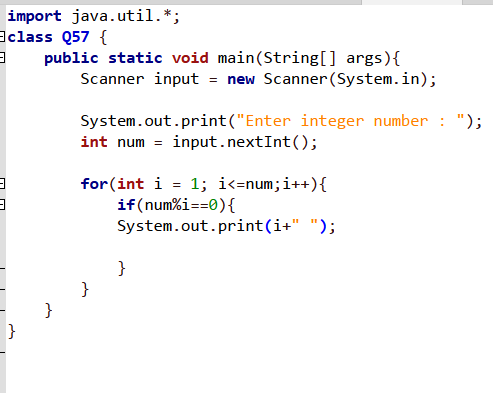 import java.util.*;
class Q57 {
public static void main(String[] args){
Scanner input = new Scanner(System.in);
System.out.print("Enter integer number : ");
int num = input.nextInt();
for(int i = 1; i<=num;i++){
if(num%i==0){
System.out.print(i+" ");
}
}
}
}